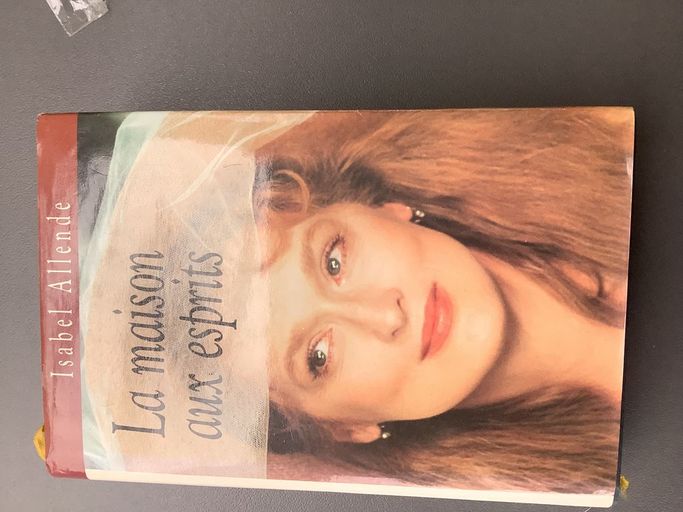 Isabel Allende
La maison
aux esprits